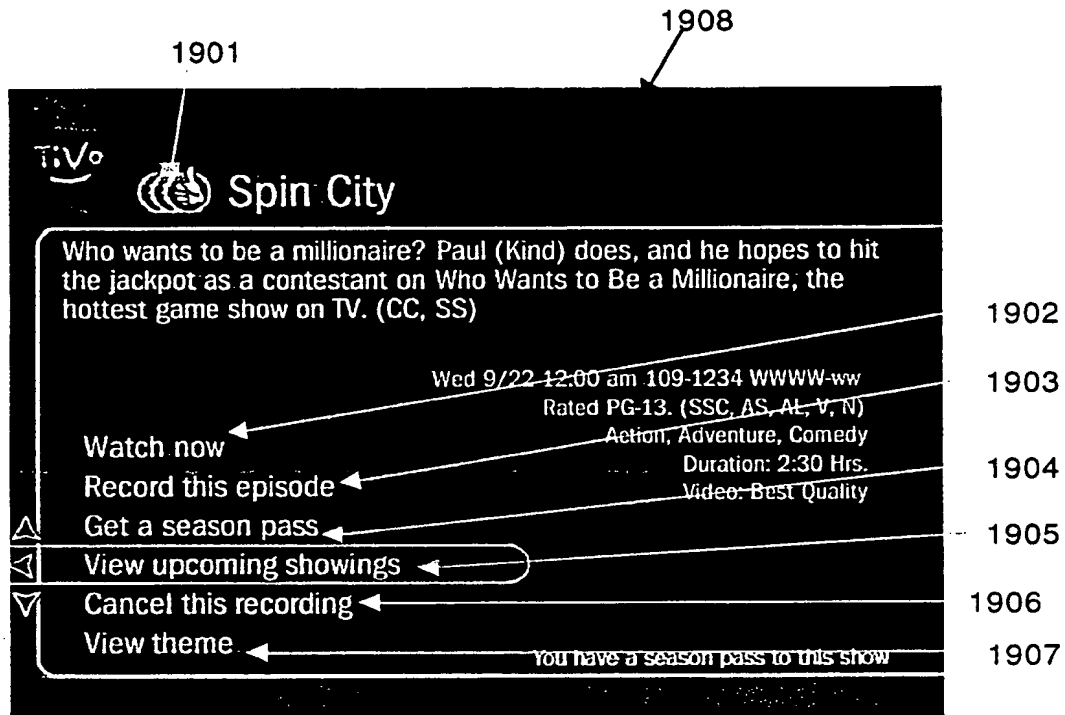 1908
1901
TiVo
Spin City
Who wants to be a millionaire? Paul (Kind) does, and he hopes to hit
the jackpot as a contestant on Who Wants to Be a Millionaire, the
hottest game show on TV. (CC, SS)
1902
Wed 9/22 12:00 am 109-1234 WWWW-ww
1903
Rated PG-13. (SSC, AS, AL, V, N)
Action, Adventure, Comedy
Watch now
Duration: 2:30 Hrs.
1904
Record this episode
Video: Best Quality
Get a season pass
1905
View upcoming showings
Cancel this recording
1906
View theme
You have a season pass to this show
1907